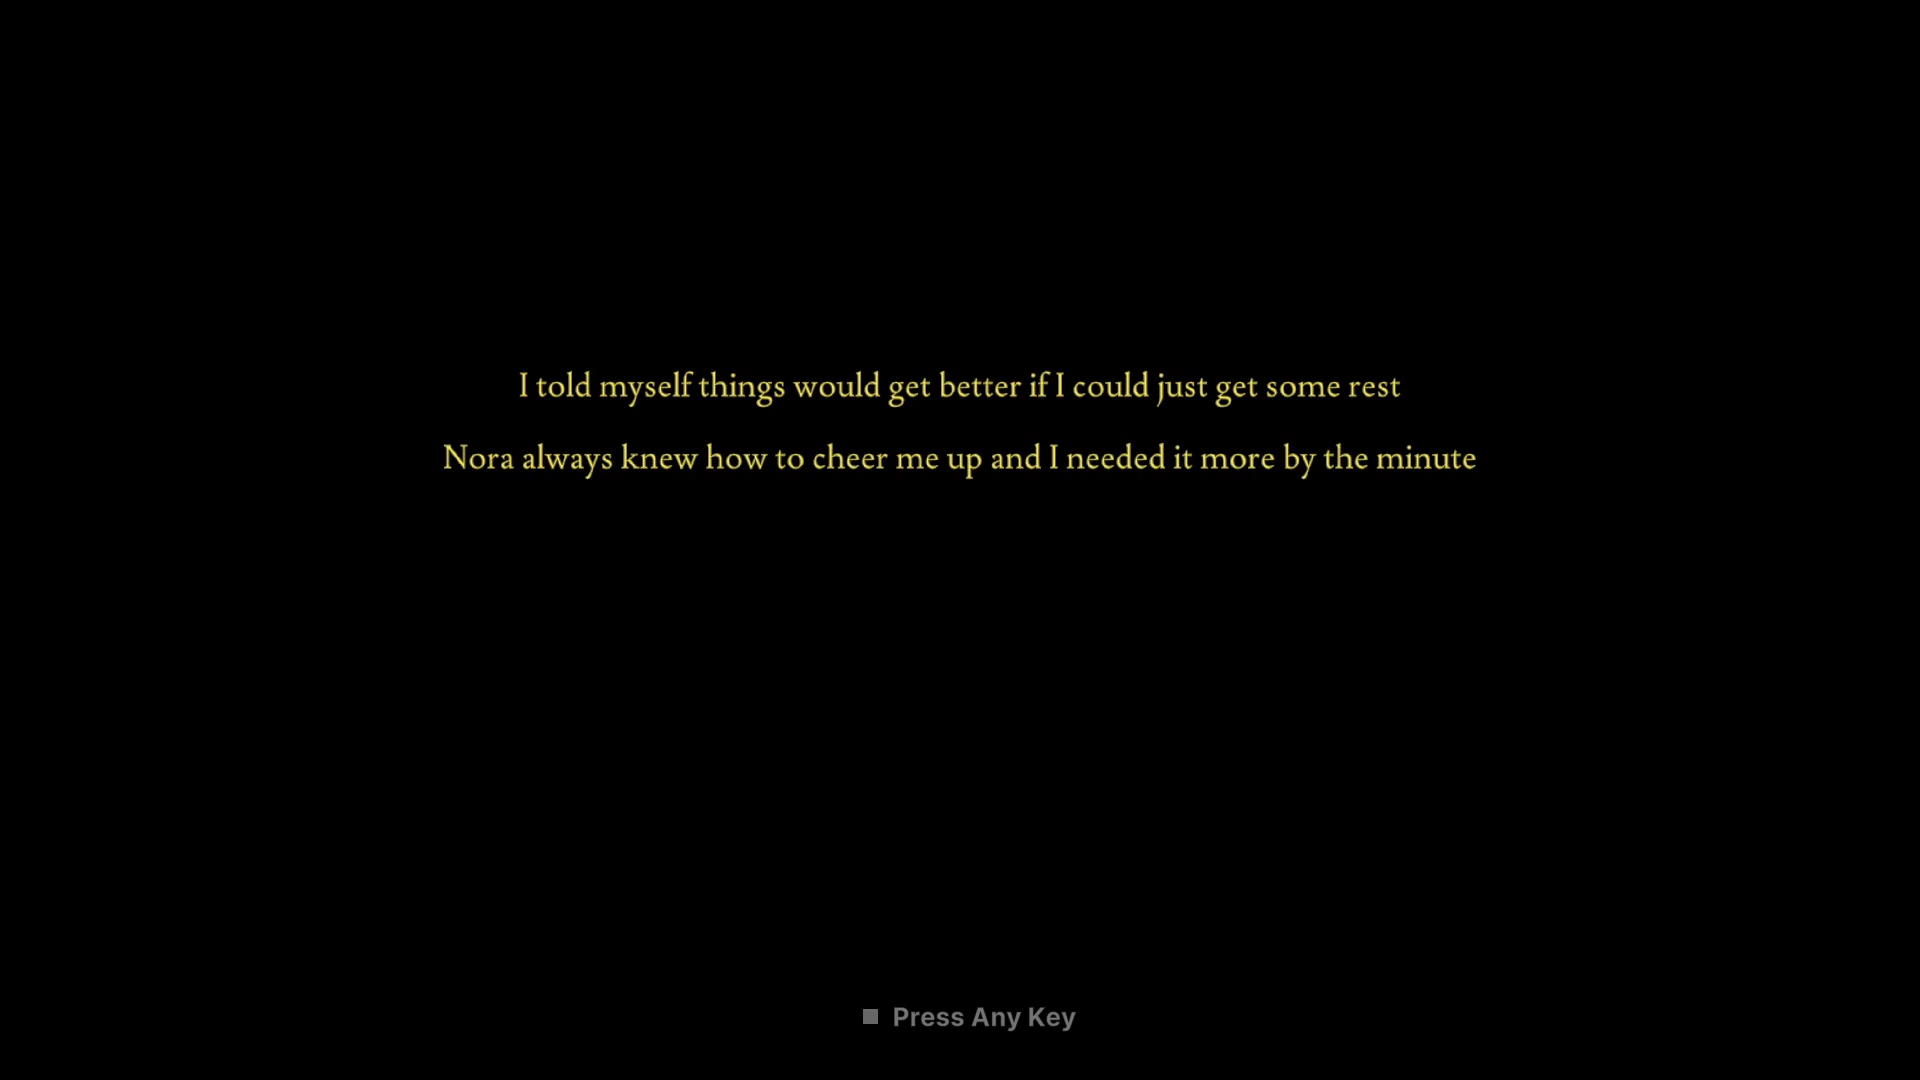 I told myself things would get better if I could just get some rest
Nora always knew how to cheer me up and I needed it more by the minute
Press Any Key